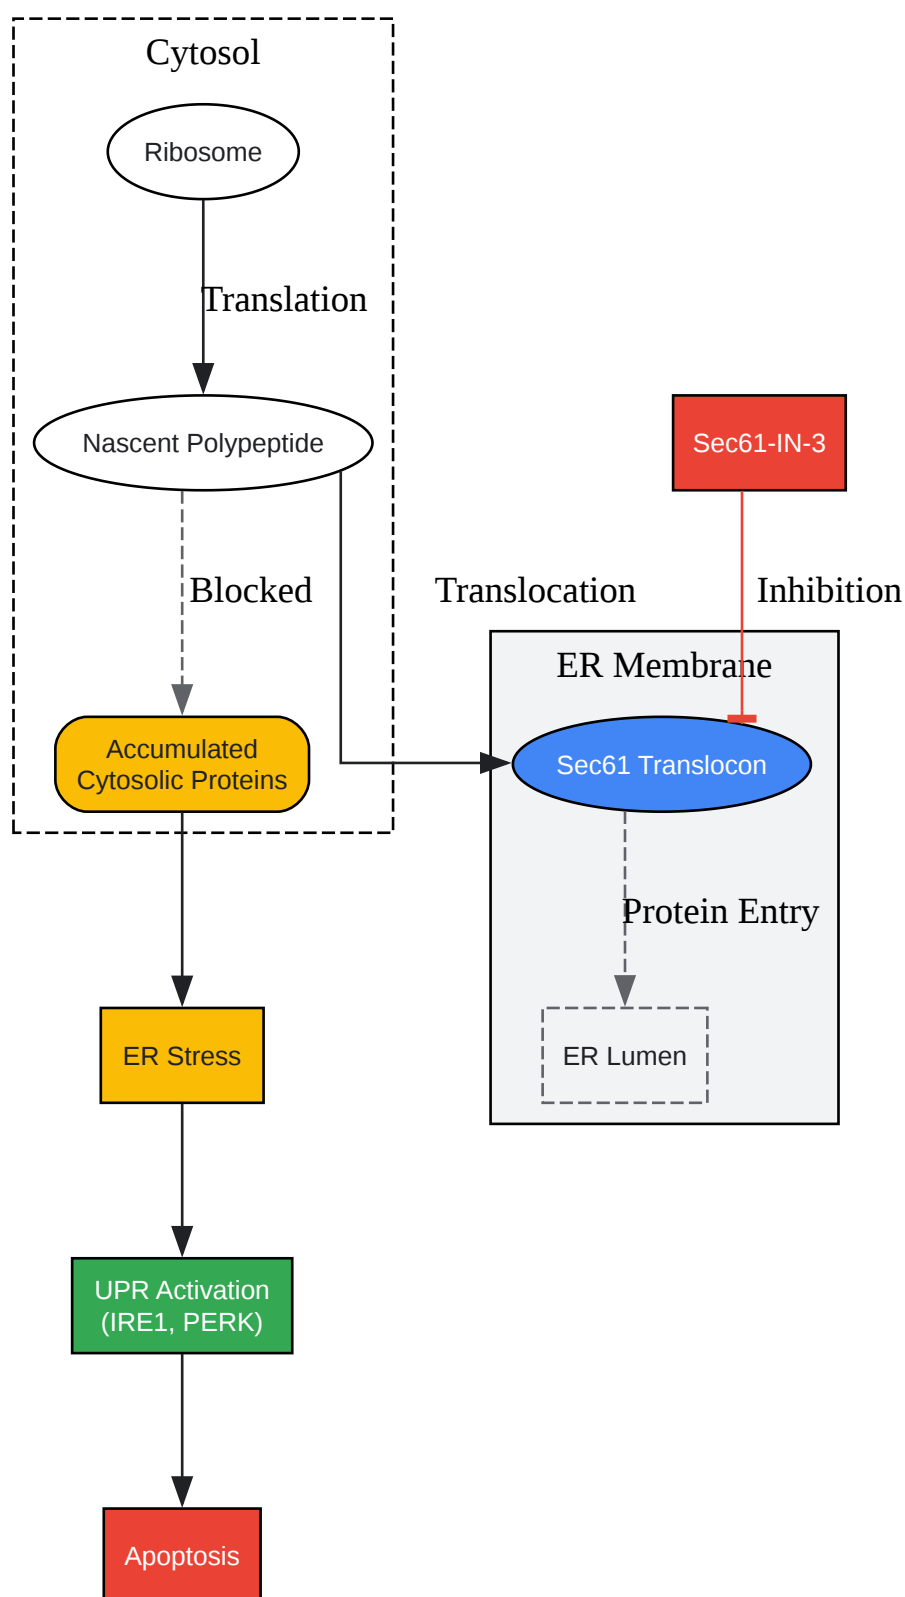 Cytosol
Ribosome
Translation
Nascent Polypeptide
Sec61-IN-3
Blocked
Translocation
Inhibition
ER Membrane
Accumulated
Cytosolic Proteins
Sec61 Translocon
Protein Entry
ER Stress
ER Lumen
UPR Activation
(IRE1, PERK)
Apoptosis